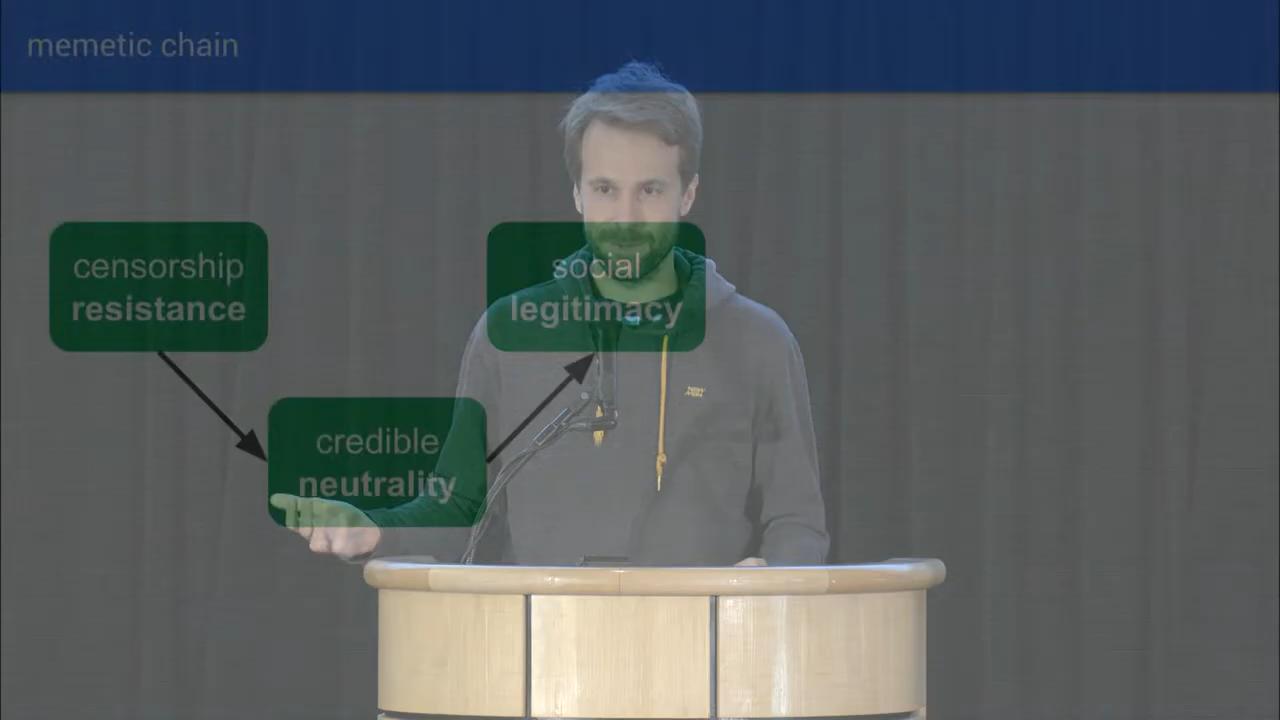 memetic chain
censorship
resistance
social
legitimacy
credible
neutrality